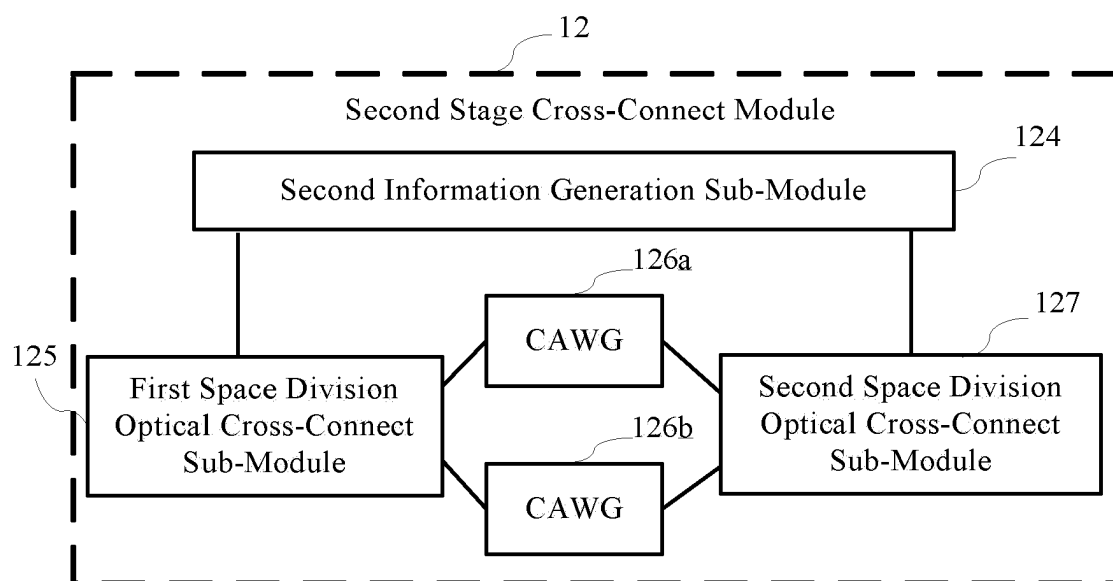 12
Second Stage Cross-Connect Module
124
Second Information Generation Sub-Module
126a
127
CAWG
125
First Space Division
Optical Cross-Connect
Sub-Module
Second Space Division
Optical Cross-Connect
Sub-Module
126b
CAWG